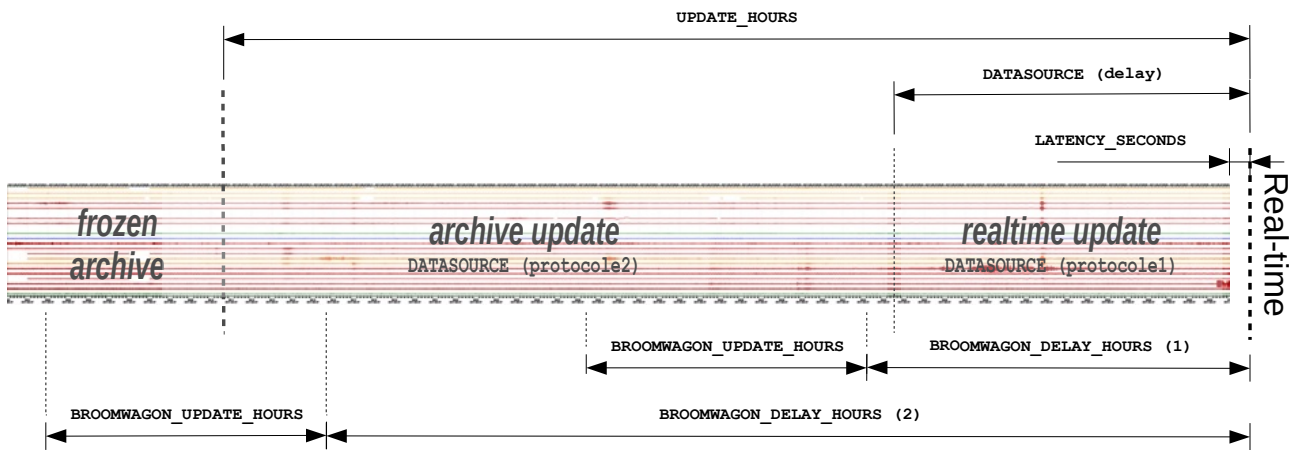 UPDATE_HOURS
DATASOURCE (delay)
LATENCY_SECONDS
Real-time
frozen
archive
archive update
DATASOURCE (protocole2)
realtime update
DATASOURCE (protocole1)
BROOMWAGON_UPDATE_HOURS
BROOMWAGON_DELAY_HOURS (1)
BROOMWAGON_UPDATE_HOURS
BROOMWAGON_DELAY_HOURS (2)